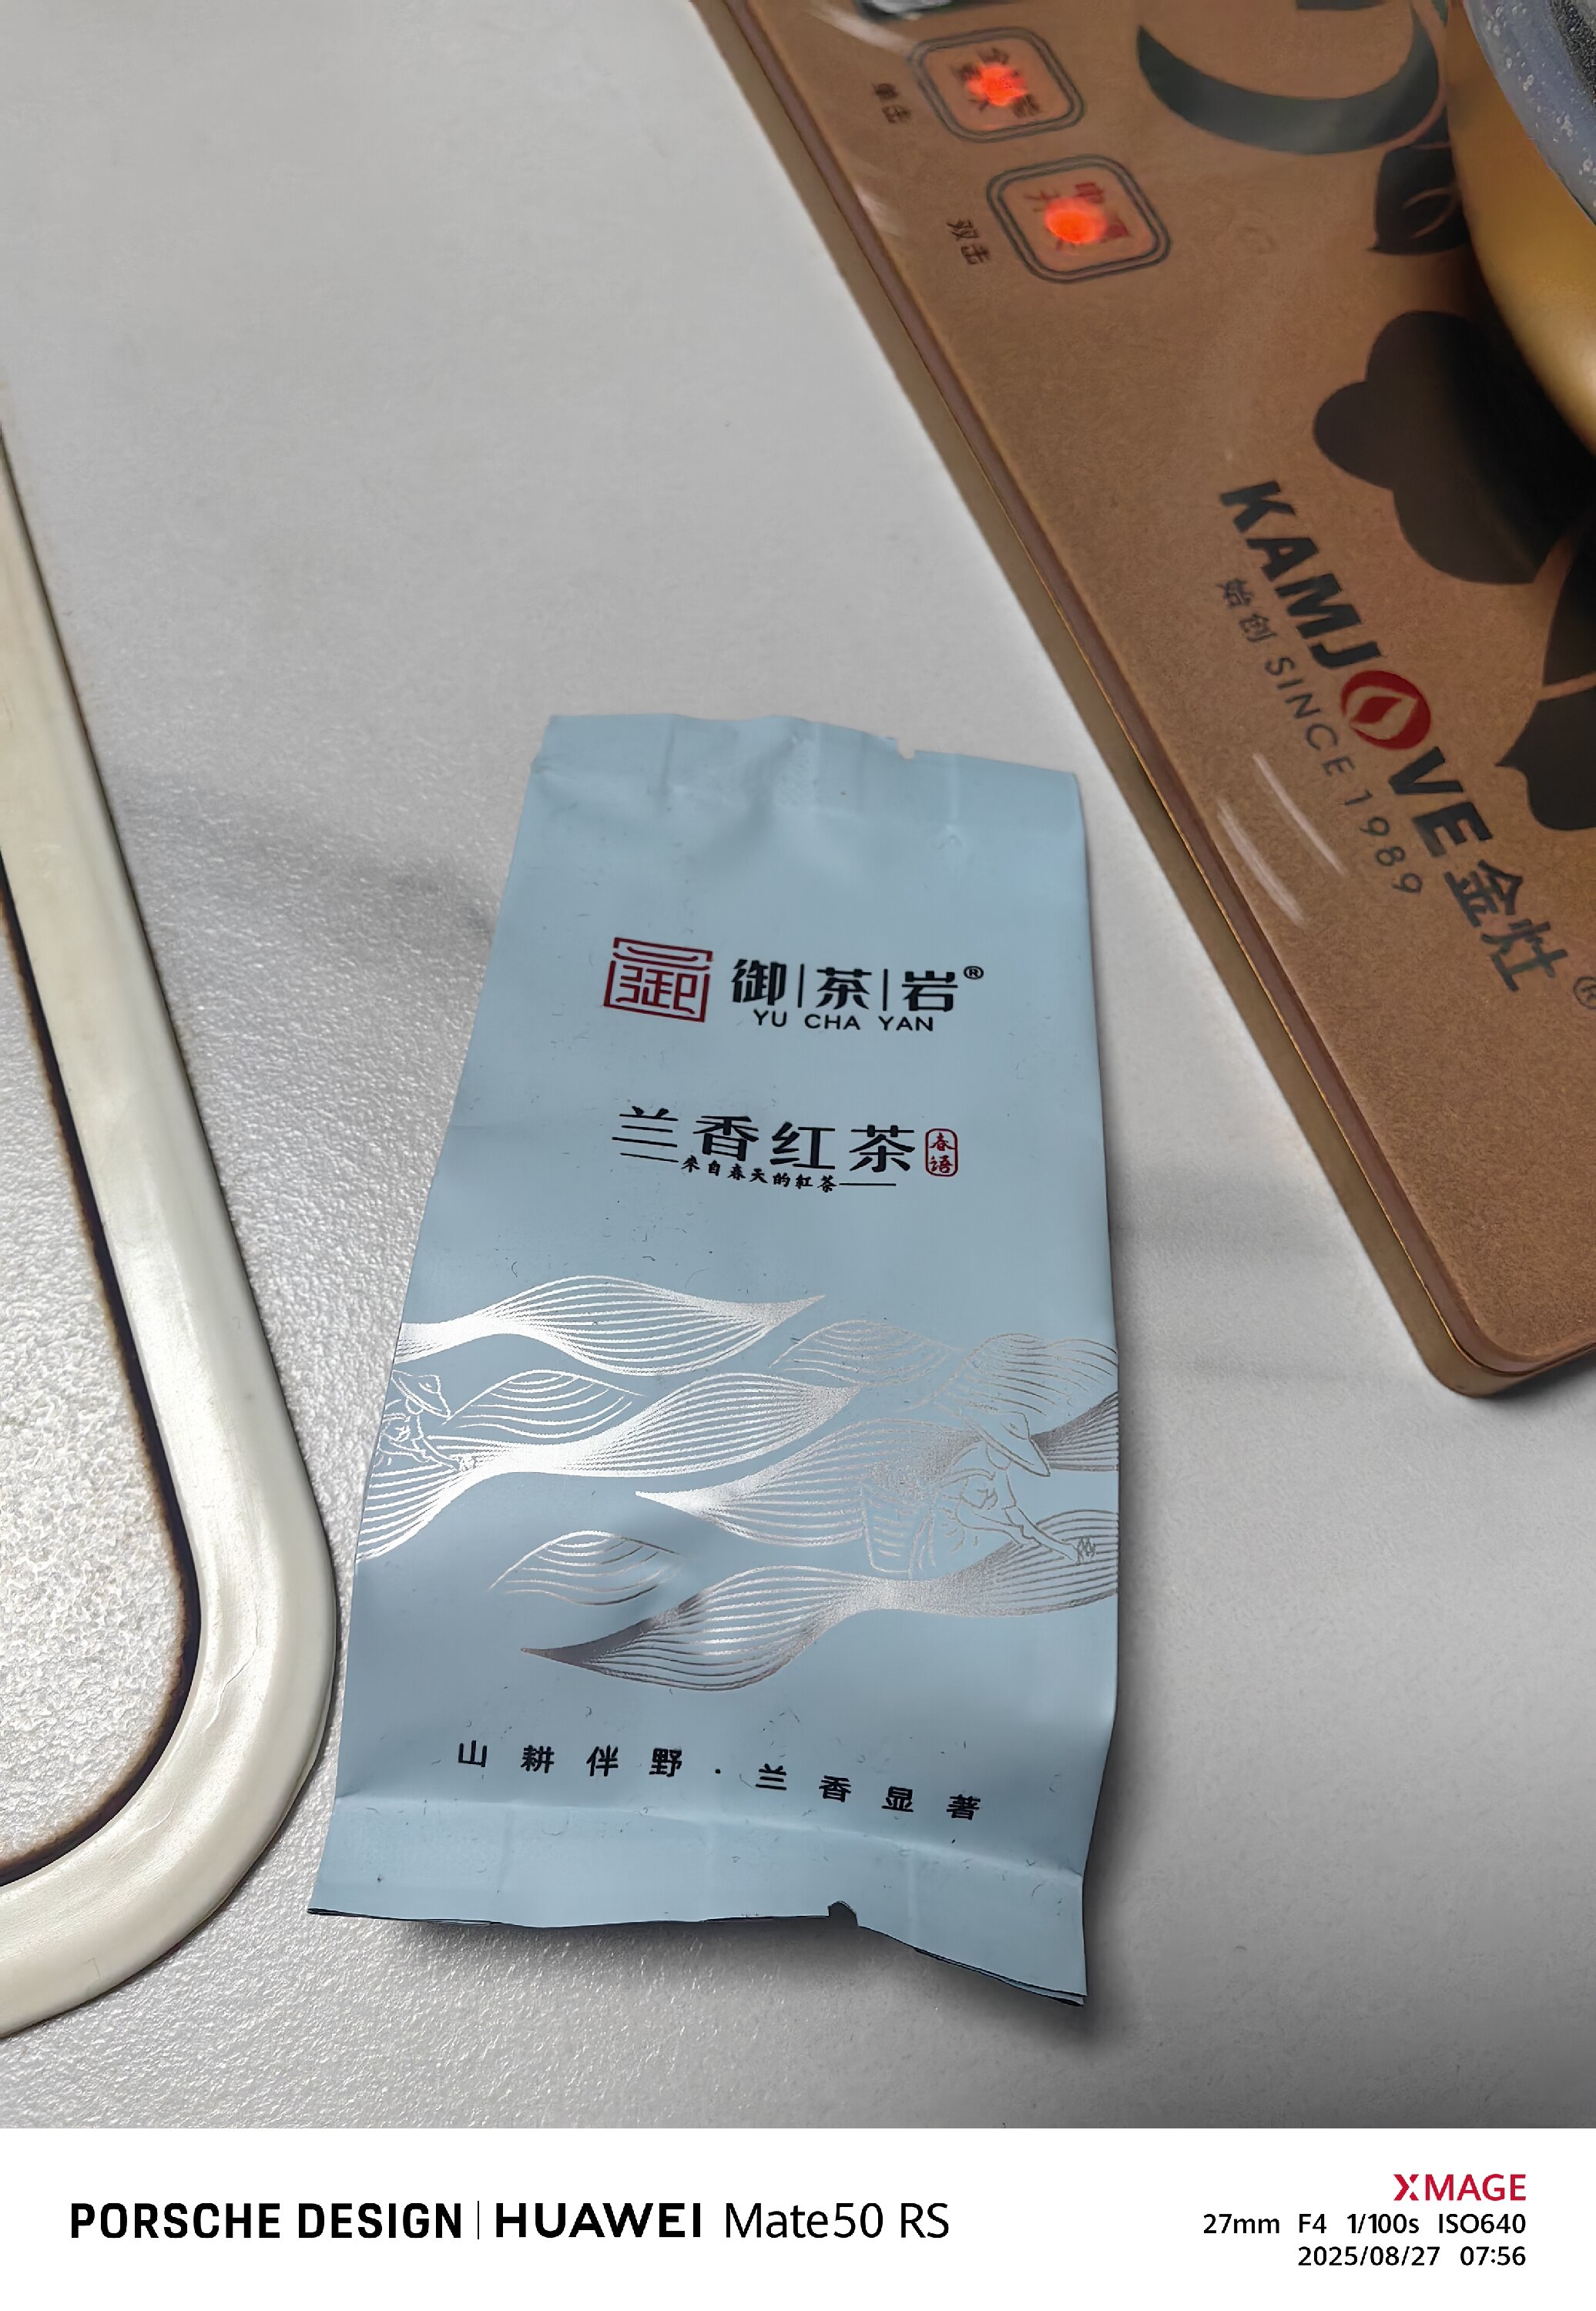 单击
双击
KAMJOVE金灶®
始创 SINCE 1989
御|茶|岩®
YU CHA YAN
兰香红茶 春语
来自春天的紅茶
山耕伴野·兰香显著
PORSCHE DESIGN | HUAWEI Mate50 RS
XMAGE
27mm F4 1/100s ISO640
2025/08/27 07:56